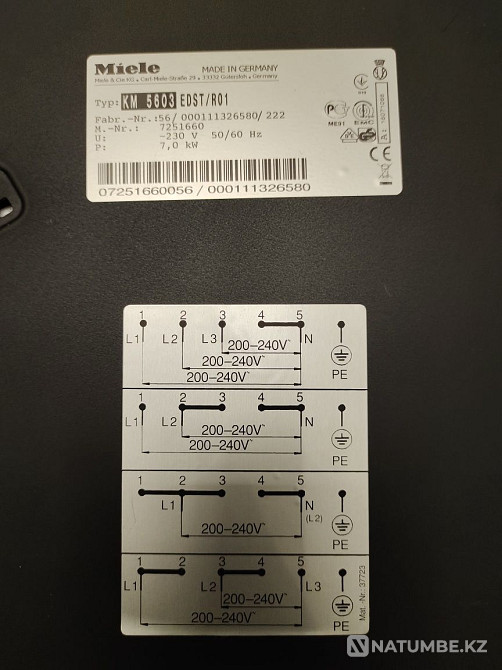 Miele
MADE IN GERMANY
Miele & Cie KG . Carl-Miele-Straße 29 . 33332 Gütersloh . Germany
Typ: KM 5603 EDST/R01
Fabr.-Nr.:56/ 000111326580/ 222
M.-Nr.: 7251660
U: ~230 V 50/60 Hz
P: 7,0 kW
07251660056 / 000111326580
ME01
EMC
1 2 3 4 5
L1 L2 L3 N
200–240V~
200–240V~
200–240V~
PE
1 2 3 4 5
L1 L2 N
200–240V~
200–240V~
PE
1 2 3 4 5
L1 N
(L2)
200–240V~
PE
1 2 3 4 5
L1 L2 L3
200–240V~
200–240V~
PE
Mat.-Nr. 37723
NATUMBE.KZ